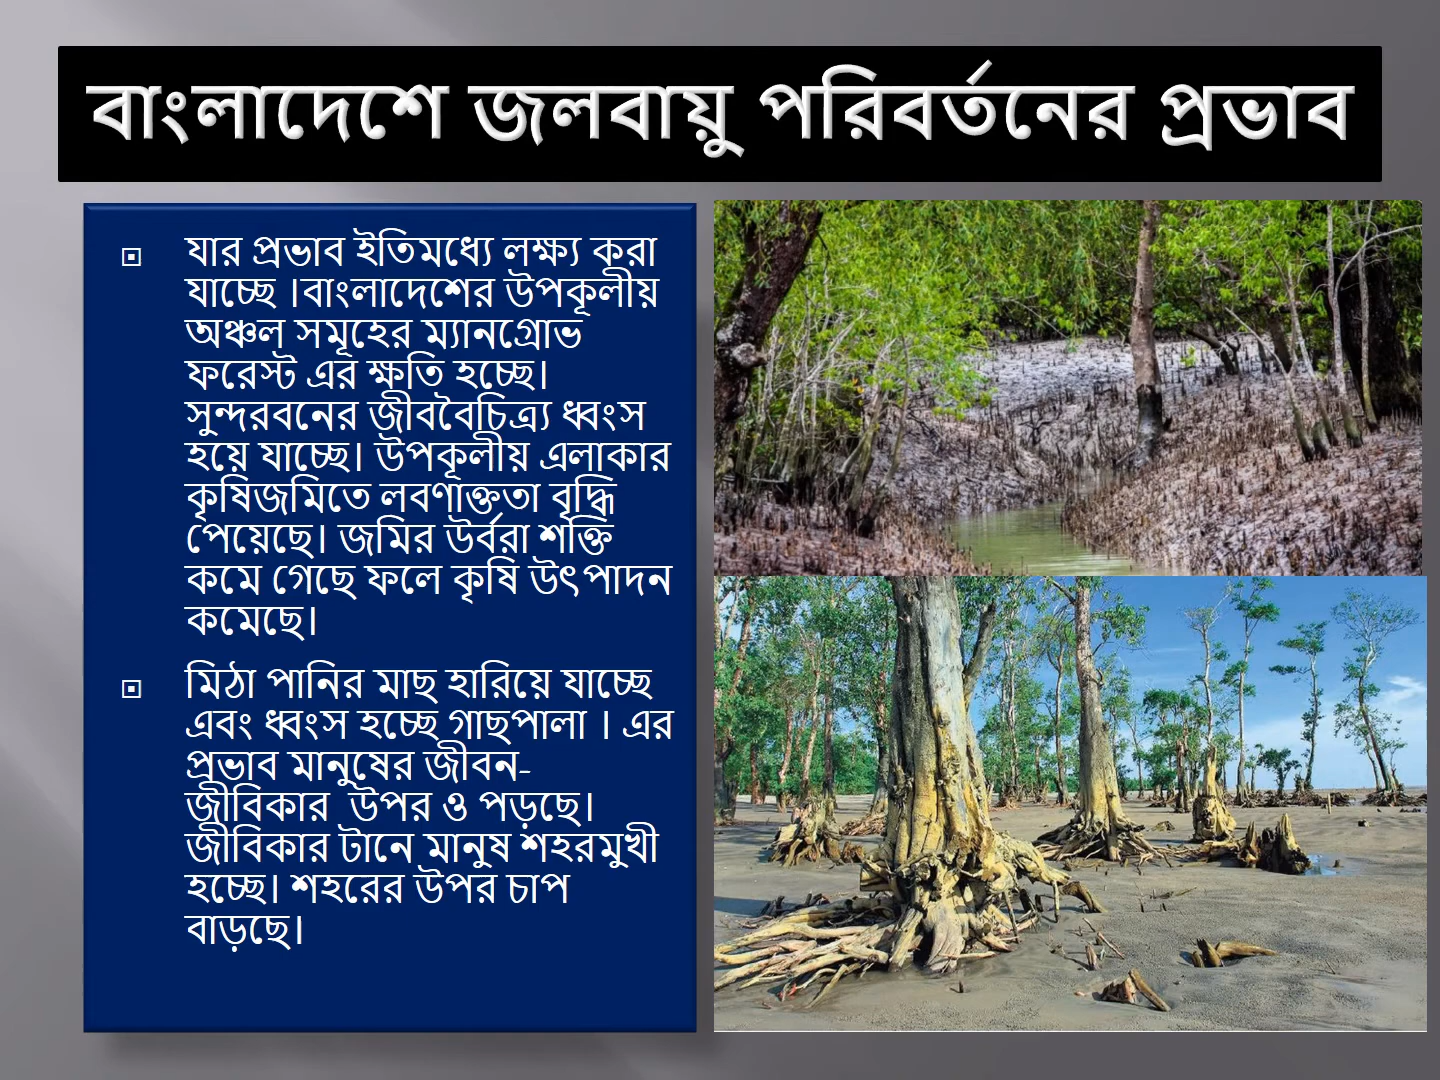 বাংলাদেশে জলবায়ু পরিবর্তনের প্রভাব
যার প্রভাব ইতিমধ্যে লক্ষ্য করা
যাচ্ছে ।বাংলাদেশের উপকূলীয়
অঞ্চল সমূহের ম্যানগ্রোভ
ফরেস্ট এর ক্ষতি হচ্ছে।
সুন্দরবনের জীববৈচিত্র্য ধ্বংস
হয়ে যাচ্ছে। উপকূলীয় এলাকার
কৃষিজমিতে লবণাক্ততা বৃদ্ধি
পেয়েছে। জমির উর্বরা শক্তি
কমে গেছে ফলে কৃষি উৎপাদন
কমেছে।
মিঠা পানির মাছ হারিয়ে যাচ্ছে
এবং ধ্বংস হচ্ছে গাছপালা । এর
প্রভাব মানুষের জীবন-
জীবিকার উপর ও পড়ছে।
জীবিকার টানে মানুষ শহরমুখী
হচ্ছে। শহরের উপর চাপ
বাড়ছে।